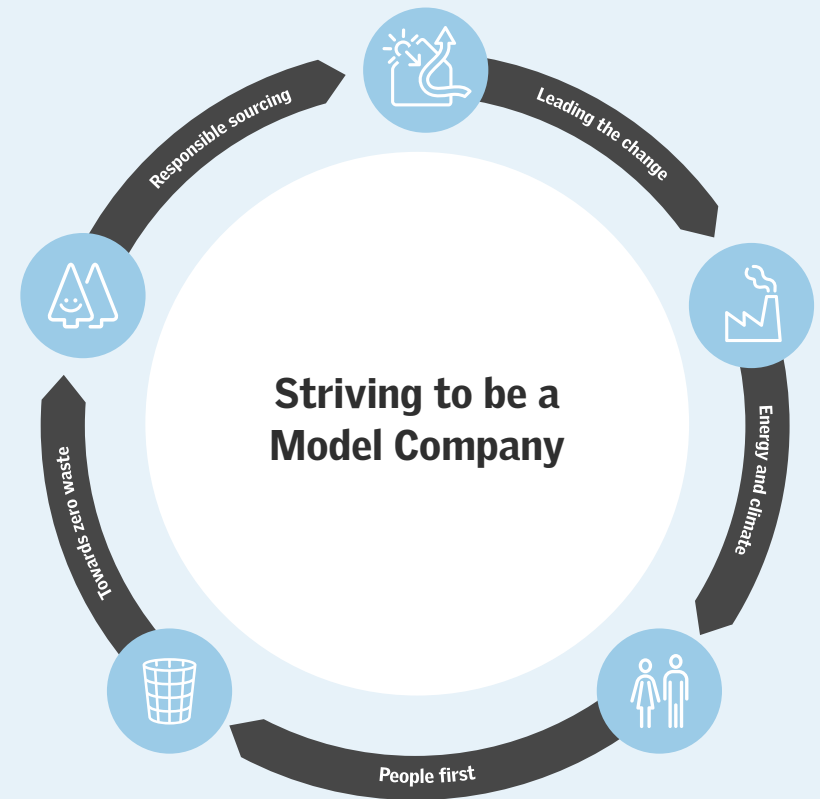 Striving to be a
Model Company
Leading the change
Energy and climate
People first
Towards zero waste
Responsible sourcing